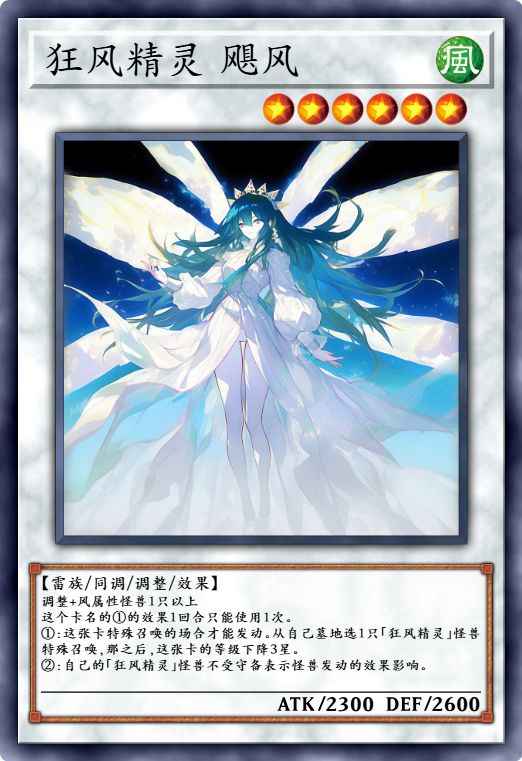 狂风精灵 飓风
風
【雷族/同调/调整/效果】
调整+风属性怪兽1只以上
这个卡名的①的效果1回合只能使用1次。
①:这张卡特殊召唤的场合才能发动。从自己墓地选1只「狂风精灵」怪兽
特殊召唤,那之后,这张卡的等级下降3星。
②:自己的「狂风精灵」怪兽不受守备表示怪兽发动的效果影响。
ATK/2300 DEF/2600